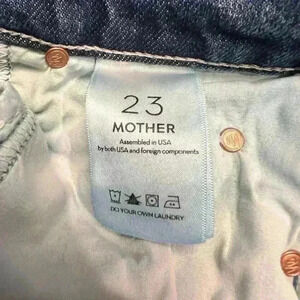 23
MOTHER
Assembled in USA
by both USA and foreign components
DO YOUR OWN LAUNDRY